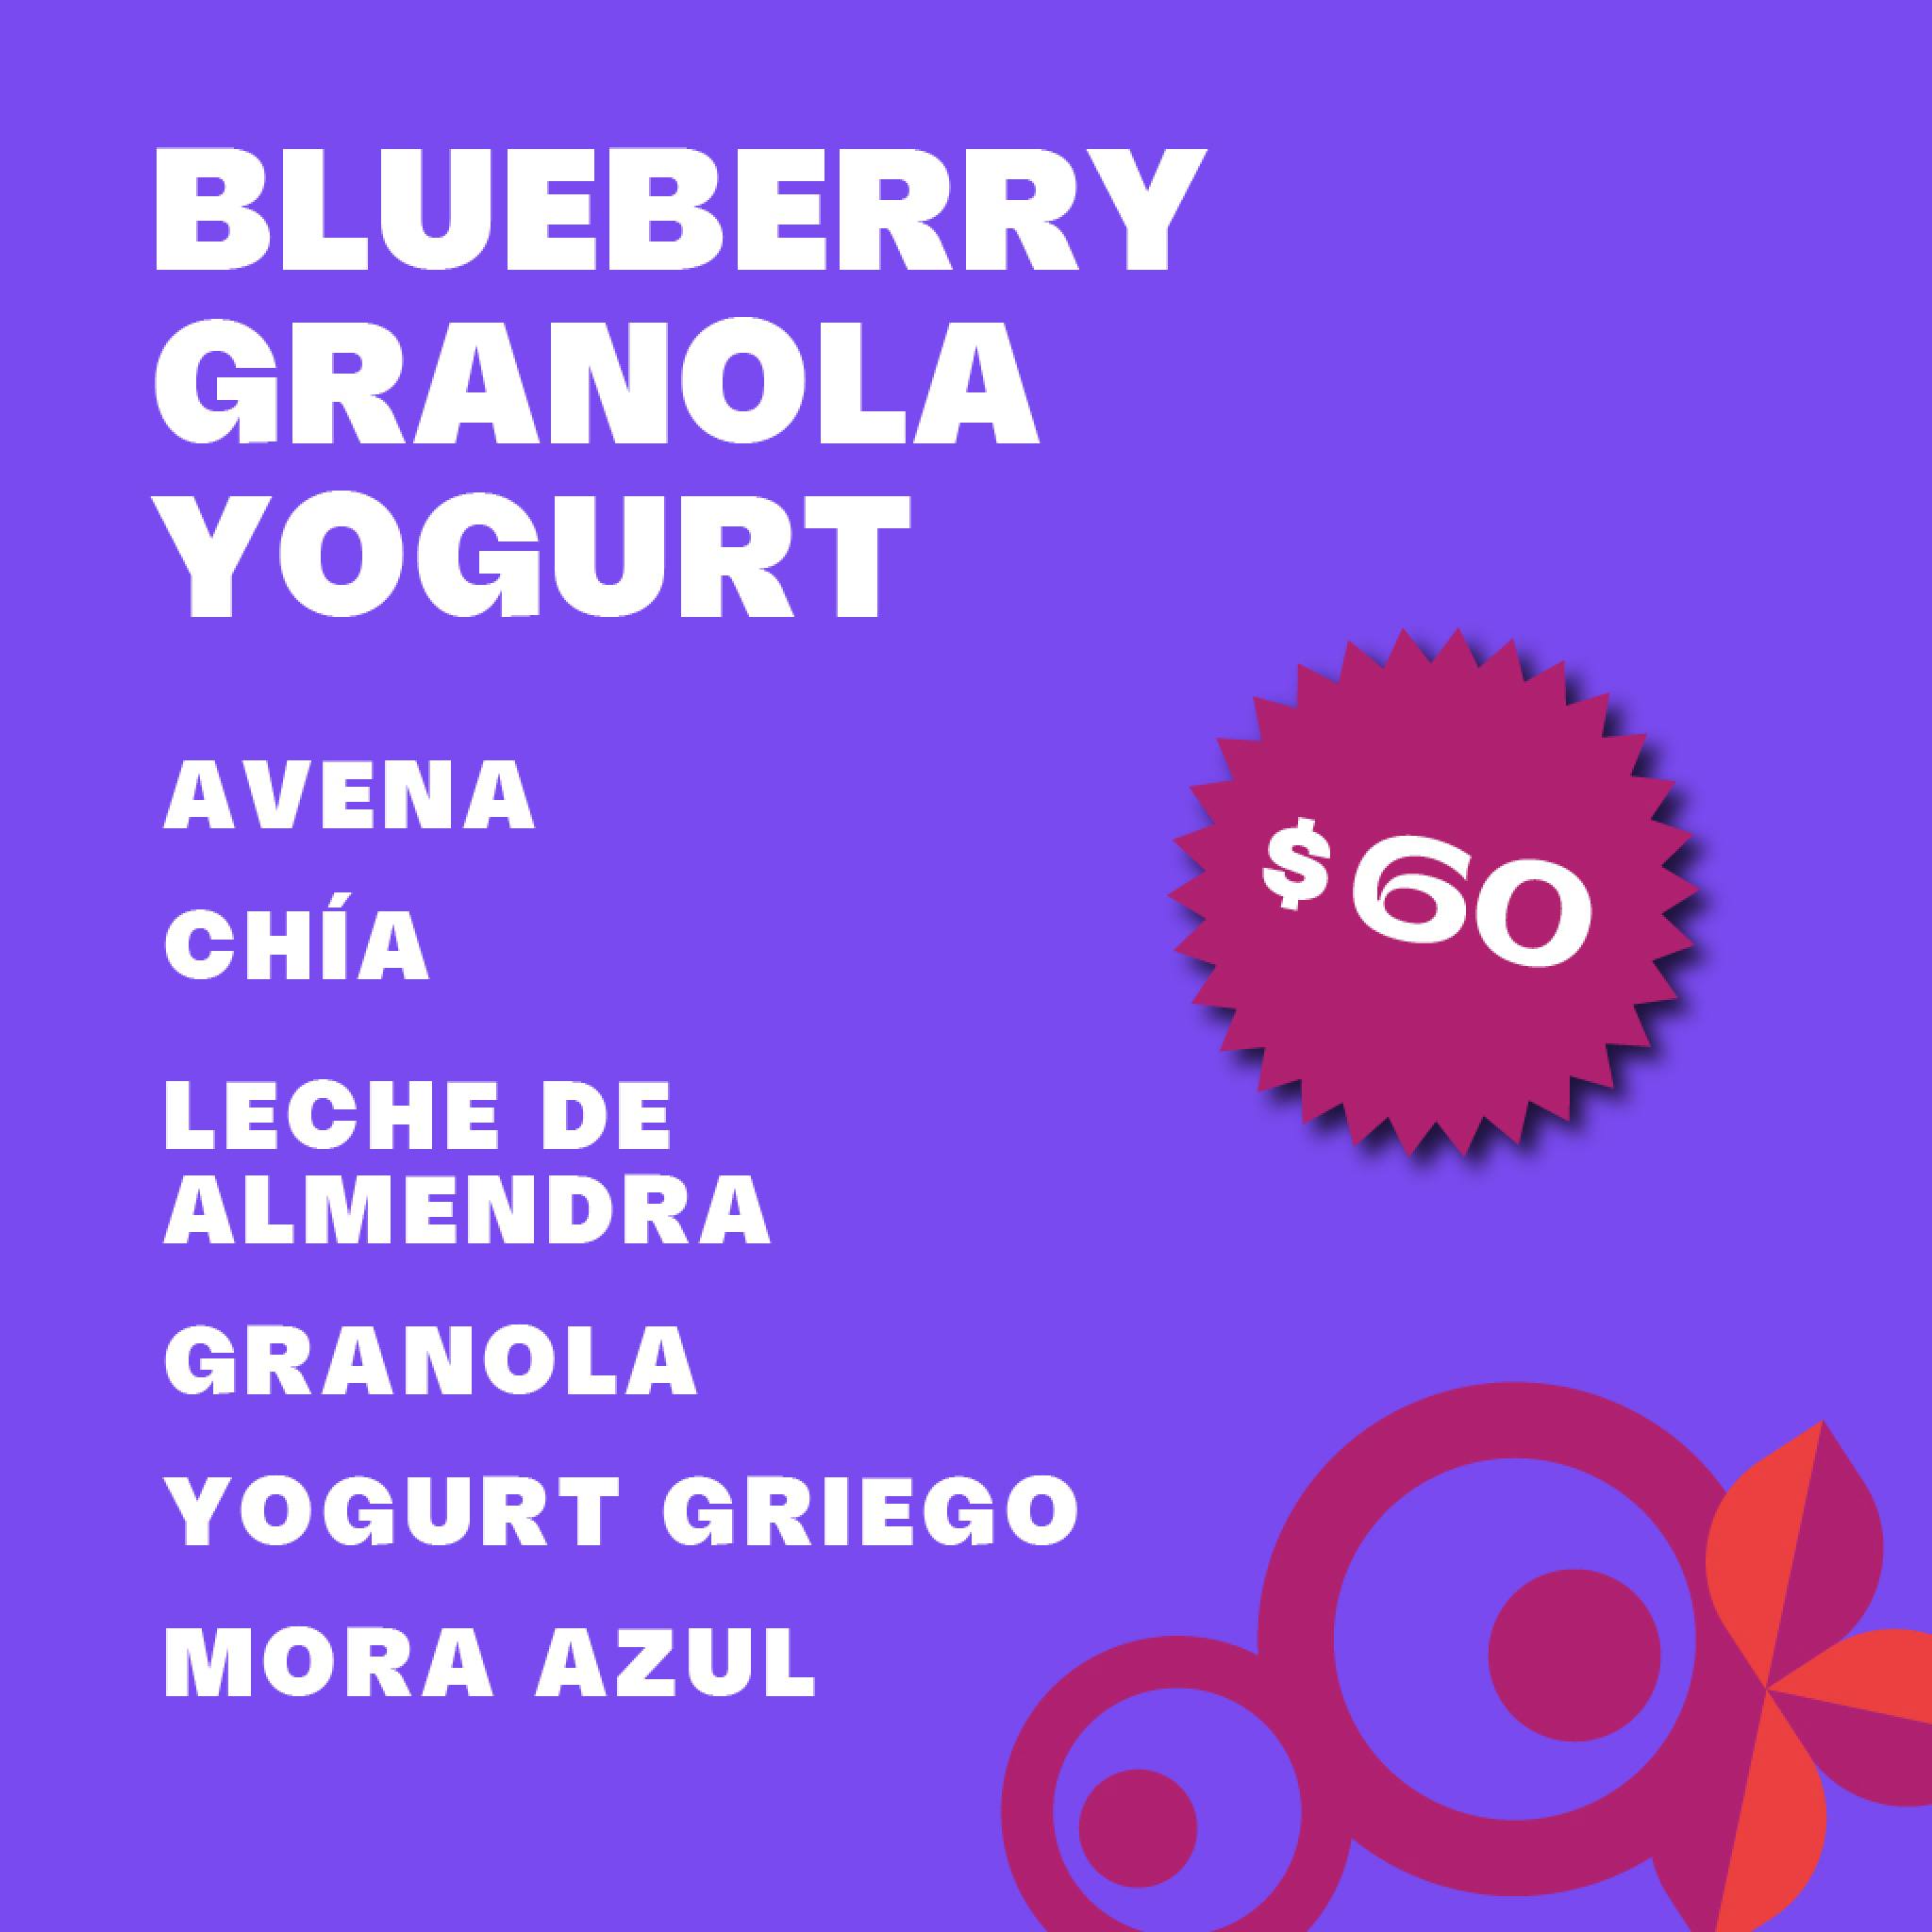 BLUEBERRY
GRANOLA
YOGURT
AVENA
CHÍA
$60
LECHE DE
ALMENDRA
GRANOLA
YOGURT GRIEGO
MORA AZUL